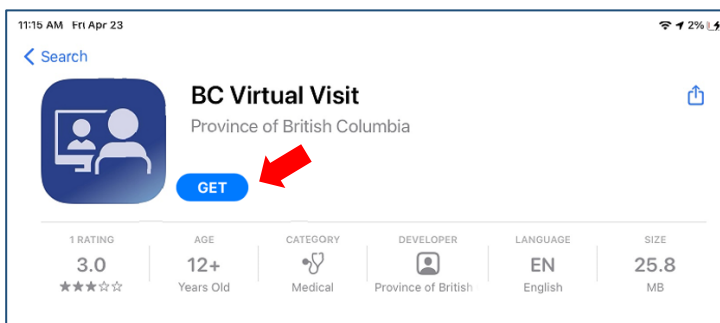 11:15 AM Fri Apr 23 2%
Search
BC Virtual Visit
Province of British Columbia
GET
1 RATING AGE CATEGORY DEVELOPER LANGUAGE SIZE
3.0 12+ EN 25.8
★★★☆☆ Years Old Medical Province of British English MB